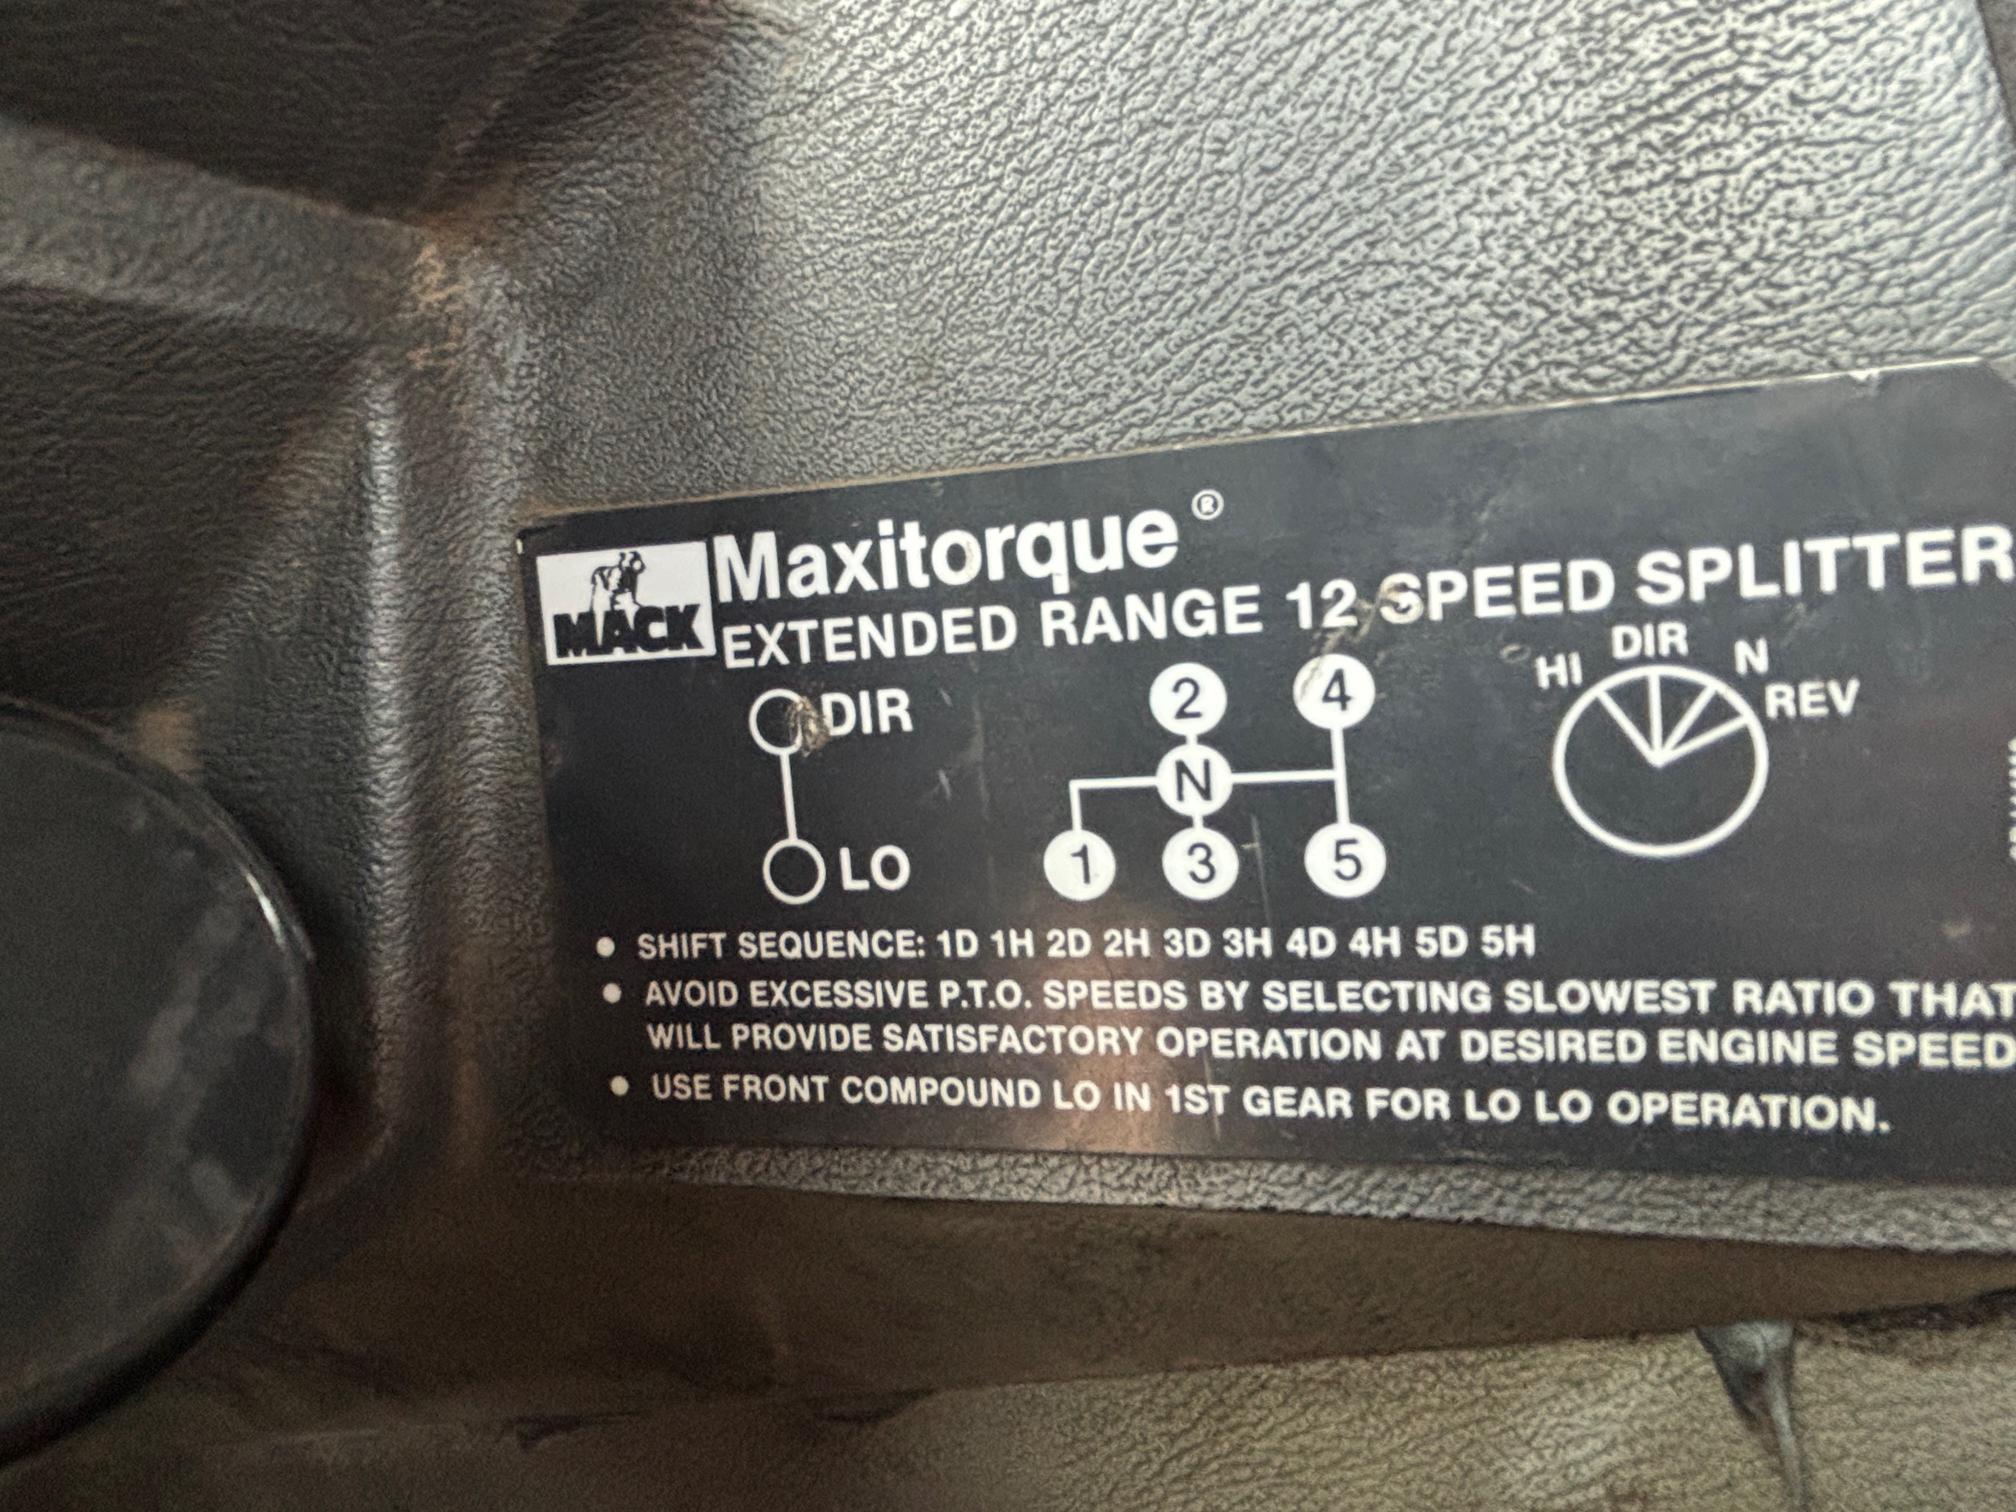 Maxitorque®
MACK
EXTENDED RANGE 12 SPEED SPLITTER
DIR
LO
2 4
N
1 3 5
HI DIR N REV
• SHIFT SEQUENCE: 1D 1H 2D 2H 3D 3H 4D 4H 5D 5H
• AVOID EXCESSIVE P.T.O. SPEEDS BY SELECTING SLOWEST RATIO THAT
WILL PROVIDE SATISFACTORY OPERATION AT DESIRED ENGINE SPEED
• USE FRONT COMPOUND LO IN 1ST GEAR FOR LO LO OPERATION.